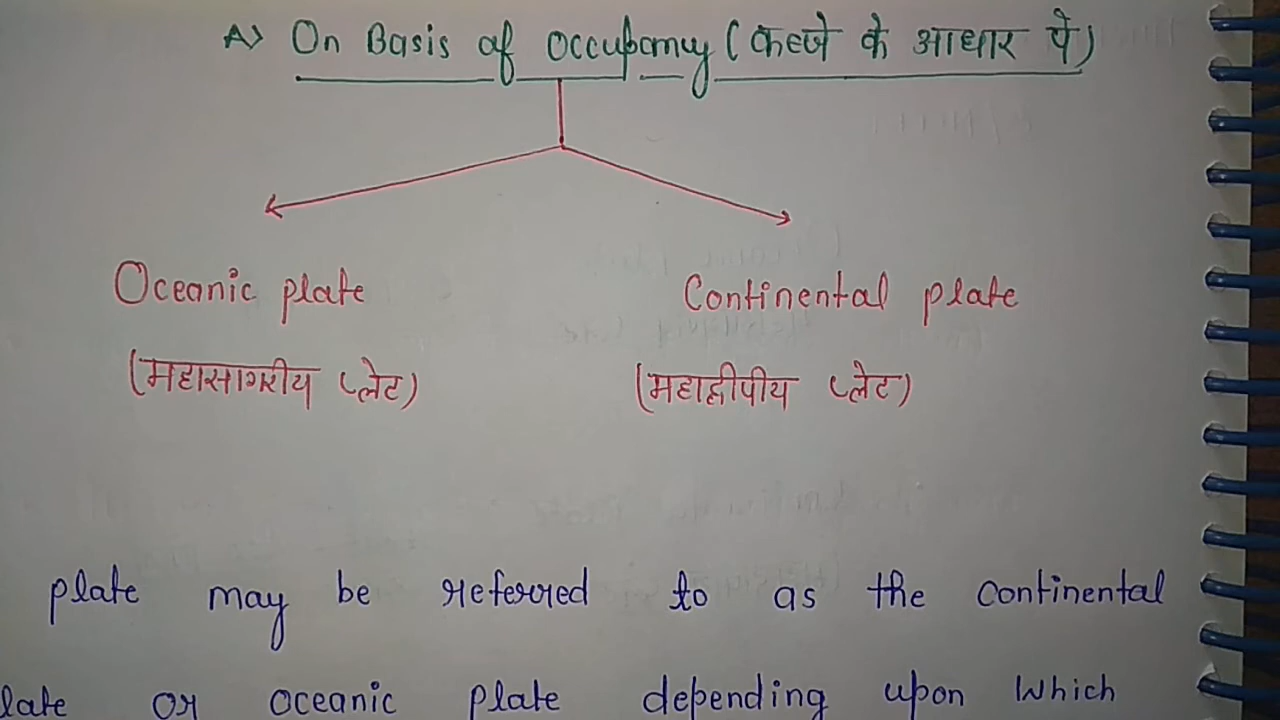 A) On Basis of Occupancy (कब्जे के आधार पे)
Oceanic plate
Continental plate
(महासागरीय प्लेट)
(महाद्वीपीय प्लेट)
plate may be referred to as the continental
late or oceanic plate depending upon which